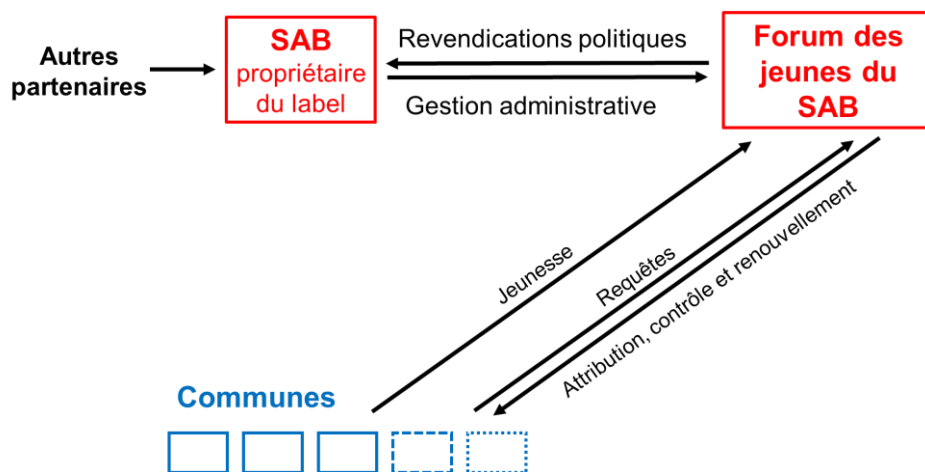 Autres
partenaires
SAB
propriétaire
du label
Revendications politiques
Gestion administrative
Forum des
jeunes du
SAB
Jeunesse
Requêtes
Attribution, contrôle et renouvellement
Communes